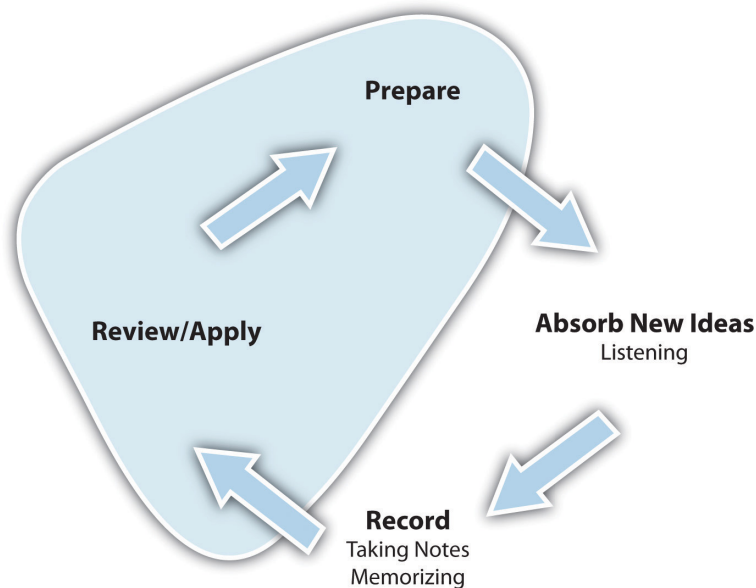 Prepare
Absorb New Ideas
Listening
Record
Taking Notes
Memorizing
Review/Apply